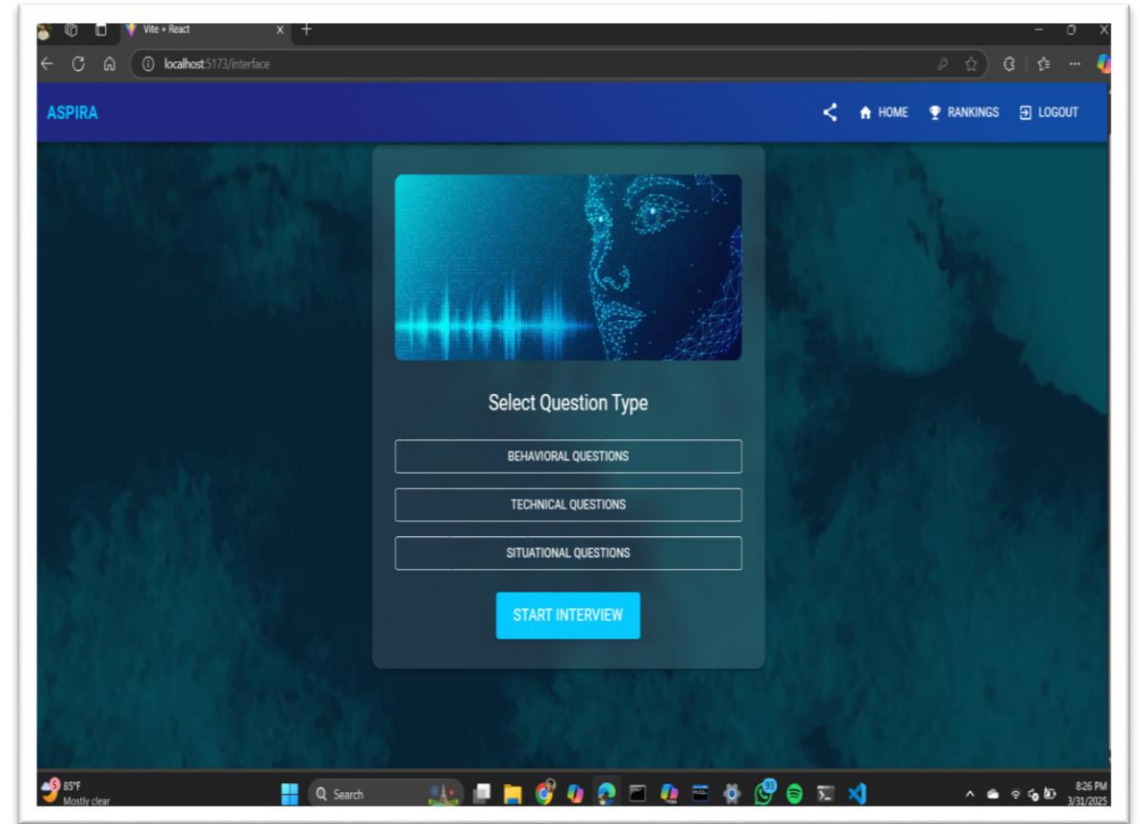 Vite + React
localhost:5173/interface
ASPIRA
HOME
RANKINGS
LOGOUT
Select Question Type
BEHAVIORAL QUESTIONS
TECHNICAL QUESTIONS
SITUATIONAL QUESTIONS
START INTERVIEW
85°F
Mostly clear
Search
8:26 PM
3/31/2025